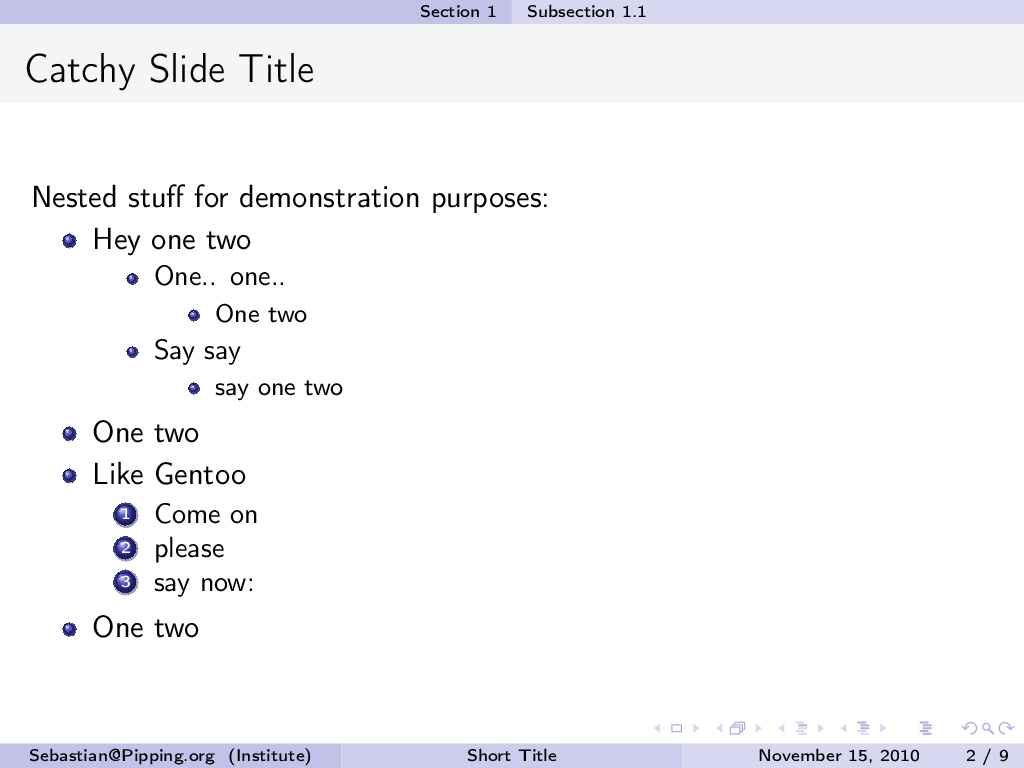 Section 1 Subsection 1.1
Catchy Slide Title
Nested stuff for demonstration purposes:
Hey one two
One.. one..
One two
Say say
say one two
One two
Like Gentoo
1 Come on
2 please
3 say now:
One two
Sebastian@Pipping.org (Institute) Short Title November 15, 2010 2 / 9